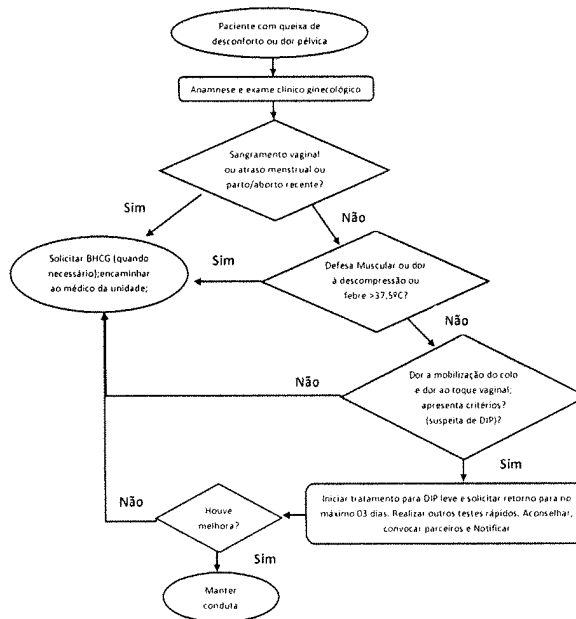 Paciente com queixa de
desconforto ou dor pélvica
Anamnese e exame clínico ginecológico
Sangramento vaginal
ou atraso menstrual ou
parto/aborto recente?
Sim
Não
Solicitar BHCG (quando
necessário);encaminhar
ao médico da unidade;
Sim
Defesa Muscular ou dor
à descompressão ou
febre >37,5ºC?
Não
Não
Dor a mobilização do colo
e dor ao toque vaginal;
apresenta critérios?
(suspeita de DIP)?
Sim
Iniciar tratamento para DIP leve e solicitar retorno para no
máximo 03 dias. Realizar outros testes rápidos. Aconselhar,
convocar parceiros e Notificar
Não
Houve
melhora?
Sim
Manter
conduta